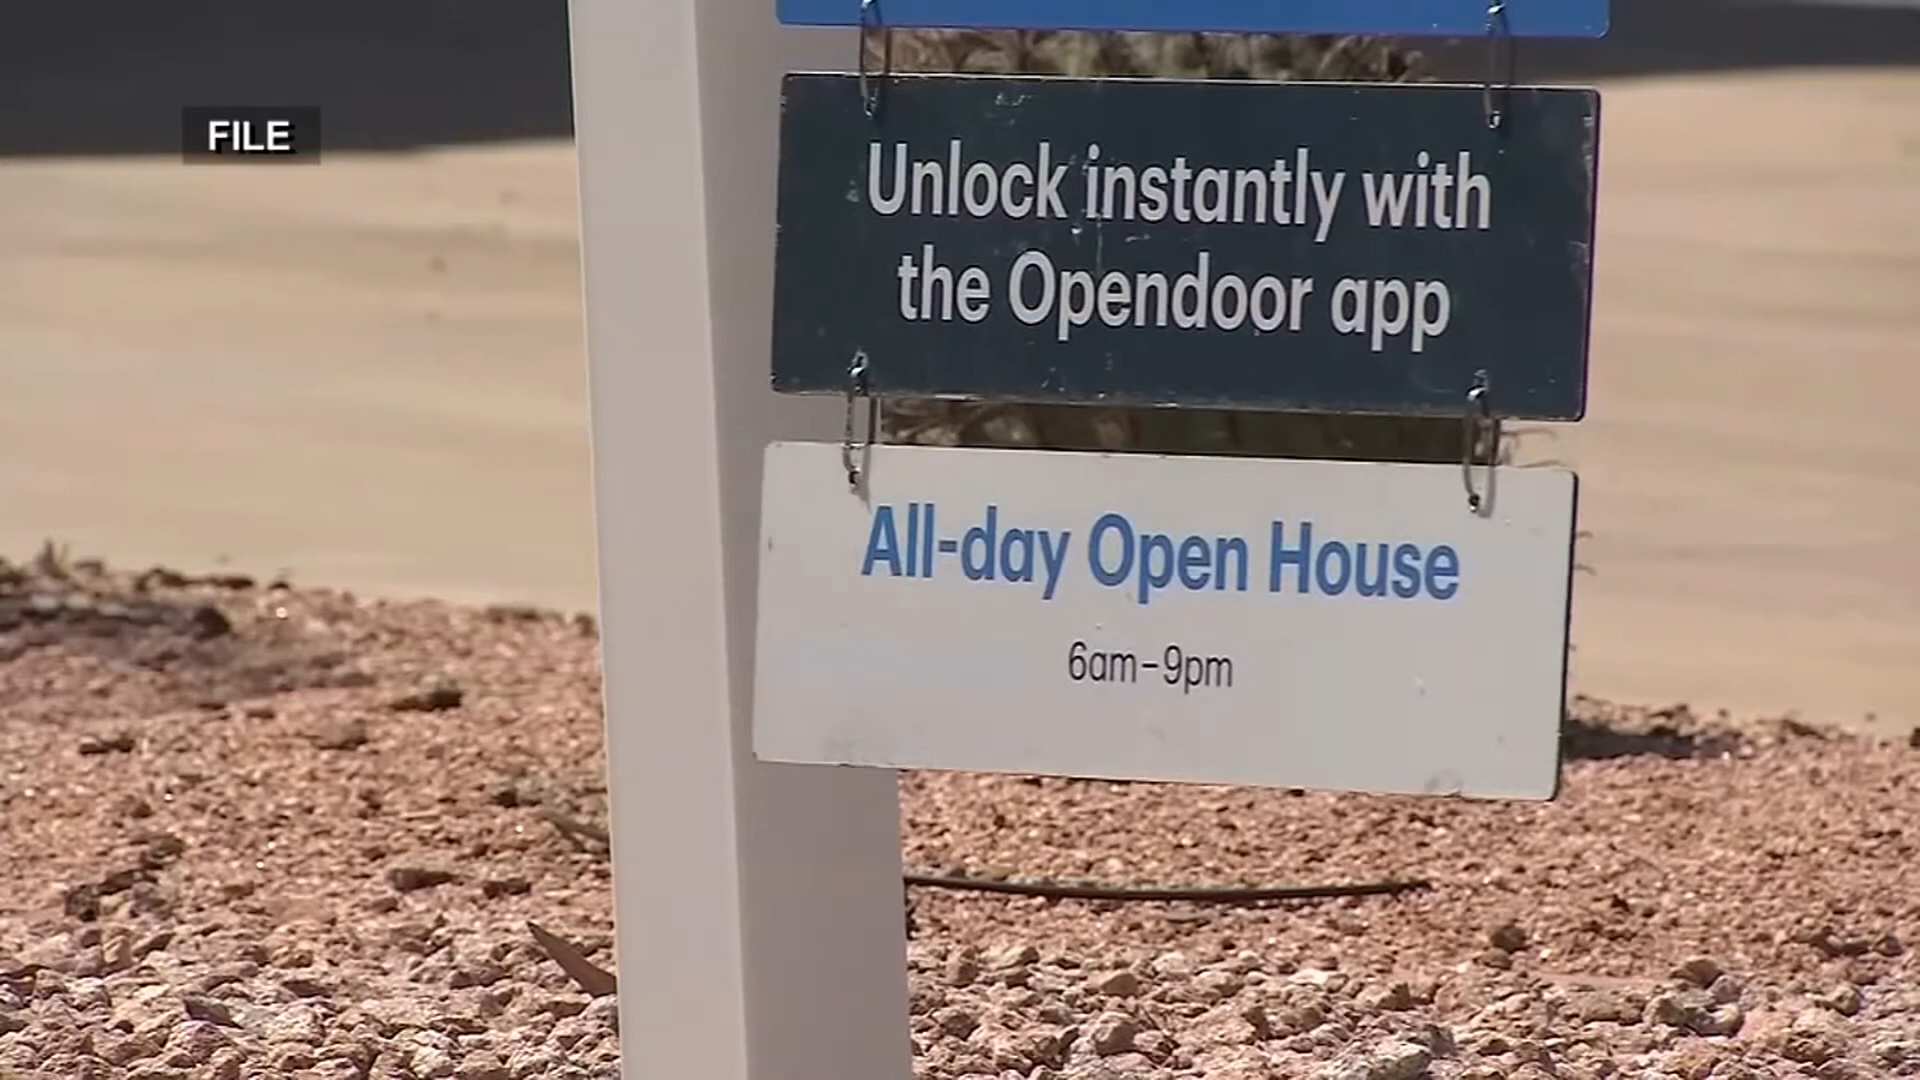 FILE
Unlock instantly with
the Opendoor app
All-day Open House
6am–9pm